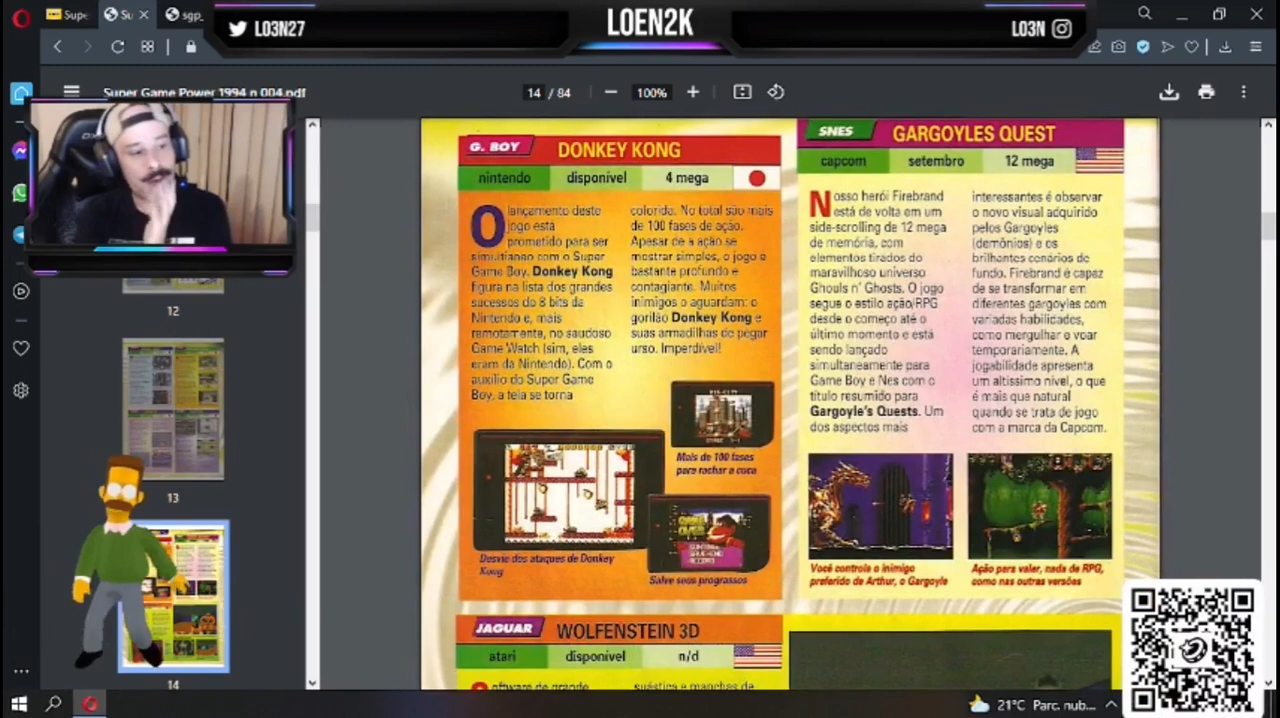 Supe
Su
sgp_
LO3N27
LOEN2K
LO3N
Super Game Power 1994 n 004.pdf
14 / 84
100%
12
13
14
G. BOY DONKEY KONG
nintendo disponível 4 mega
O lançamento deste
jogo está
prometido para ser
simultâneo com o Super
Game Boy. Donkey Kong
figura na lista dos grandes
sucessos do 8 bits da
Nintendo e, mais
remotamente, no saudoso
Game Watch (sim, eles
eram da Nintendo). Com o
auxílio do Super Game
Boy, a tela se torna
colorida. No total são mais
de 100 fases de ação.
Apesar de a ação se
mostrar simples, o jogo é
bastante profundo e
contagiante. Muitos
inimigos o aguardam: o
gorilão Donkey Kong e
suas armadilhas de pegar
urso. Imperdível!
Mais de 100 fases
para rachar a cuca
Desvie dos ataques de Donkey
Kong
Salve seus progressos
SNES GARGOYLES QUEST
capcom setembro 12 mega
Nosso herói Firebrand
está de volta em um
side-scrolling de 12 mega
de memória, com
elementos tirados do
maravilhoso universo
Ghouls n' Ghosts. O jogo
segue o estilo ação/RPG
desde o começo até o
último momento e está
sendo lançado
simultaneamente para
Game Boy e Nes com o
título resumido para
Gargoyle's Quests. Um
dos aspectos mais
interessantes é observar
o novo visual adquirido
pelos Gargoyles
(demônios) e os
brilhantes cenários de
fundo. Firebrand é capaz
de se transformar em
diferentes gargoyles com
variadas habilidades,
como mergulhar e voar
temporariamente. A
jogabilidade apresenta
um altíssimo nível, o que
é mais que natural
quando se trata de jogo
com a marca da Capcom.
Você controla o inimigo
preferido de Arthur, o Gargoyle
Ação para valer, nada de RPG,
como nas outras versões
JAGUAR WOLFENSTEIN 3D
atari disponível n/d
oftware de grande
suástica e manchas de
21°C Parc. nub...